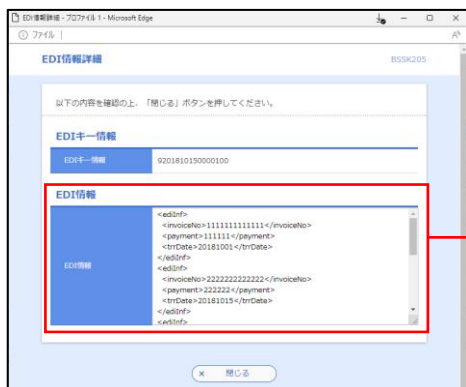 EDI情報詳細 - プロファイル 1 - Microsoft Edge
ファイル
EDI情報詳細
BSSK205
以下の内容を確認の上、「閉じる」ボタンを押してください。
EDIキー情報
EDIキー情報
9201810150000100
EDI情報
EDI情報
<ediInf>
<invoiceNo>1111111111111</invoiceNo>
<payment>111111</payment>
<trrDate>20181001</trrDate>
</ediInf>
<ediInf>
<invoiceNo>2222222222222</invoiceNo>
<payment>222222</payment>
<trrDate>20181015</trrDate>
</ediInf>
<ediInf>
× 閉じる